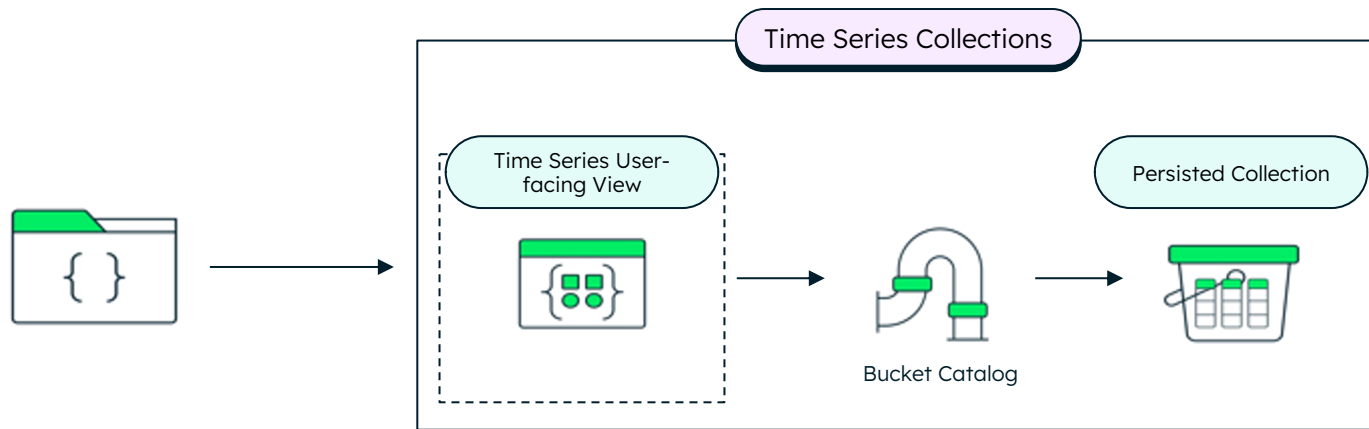 Time Series Collections
Time Series User-
facing View
Persisted Collection
{ }
{ }
Bucket Catalog